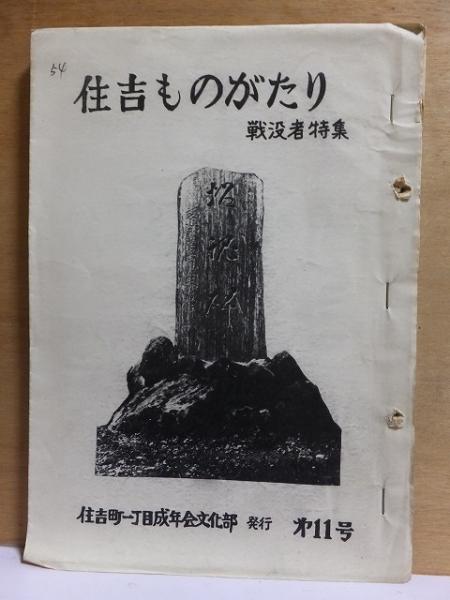 54
住吉ものがたり
戦没者特集
招魂碑
住吉町一丁目成年会文化部 発行 第11号